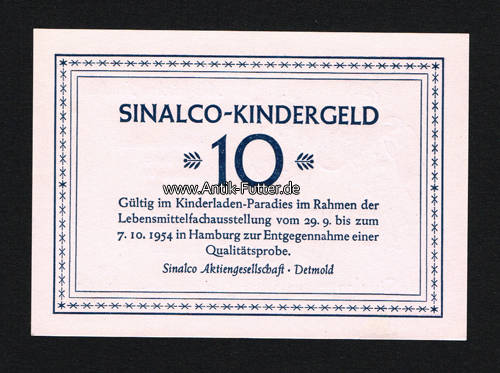 SINALCO-KINDERGELD
10
www.Antik-Futter.de
Gültig im Kinderladen-Paradies im Rahmen der
Lebensmittelfachausstellung vom 29. 9. bis zum
7. 10. 1954 in Hamburg zur Entgegennahme einer
Qualitätsprobe.
Sinalco Aktiengesellschaft · Detmold